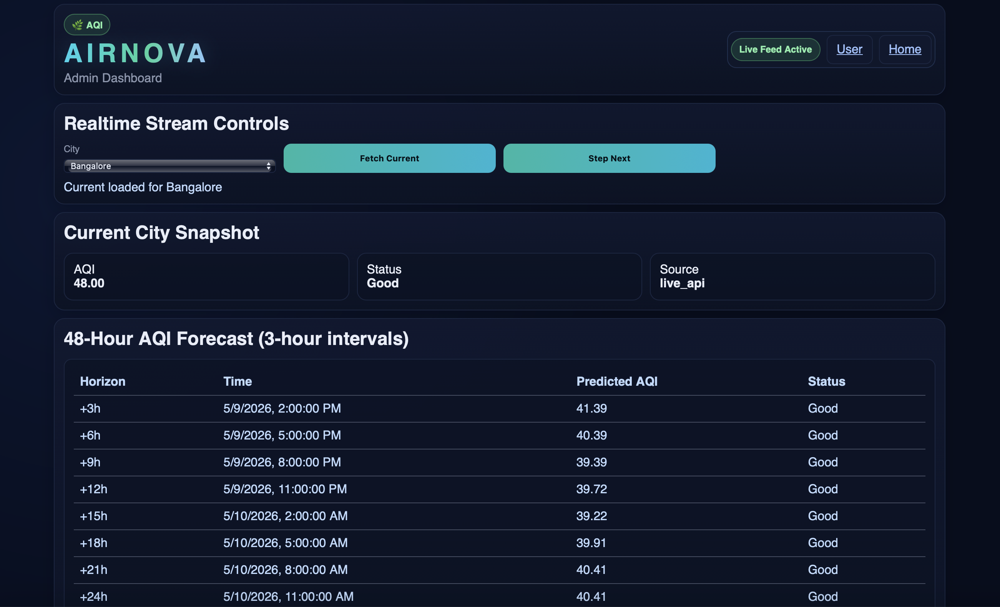 🌿 AQI
AIRNOVA
Admin Dashboard
Live Feed Active User Home
Realtime Stream Controls
City
Bangalore
Fetch Current
Step Next
Current loaded for Bangalore
Current City Snapshot
AQI
48.00
Status
Good
Source
live_api
48-Hour AQI Forecast (3-hour intervals)
Horizon Time Predicted AQI Status
+3h 5/9/2026, 2:00:00 PM 41.39 Good
+6h 5/9/2026, 5:00:00 PM 40.39 Good
+9h 5/9/2026, 8:00:00 PM 39.39 Good
+12h 5/9/2026, 11:00:00 PM 39.72 Good
+15h 5/10/2026, 2:00:00 AM 39.22 Good
+18h 5/10/2026, 5:00:00 AM 39.91 Good
+21h 5/10/2026, 8:00:00 AM 40.41 Good
+24h 5/10/2026, 11:00:00 AM 40.41 Good